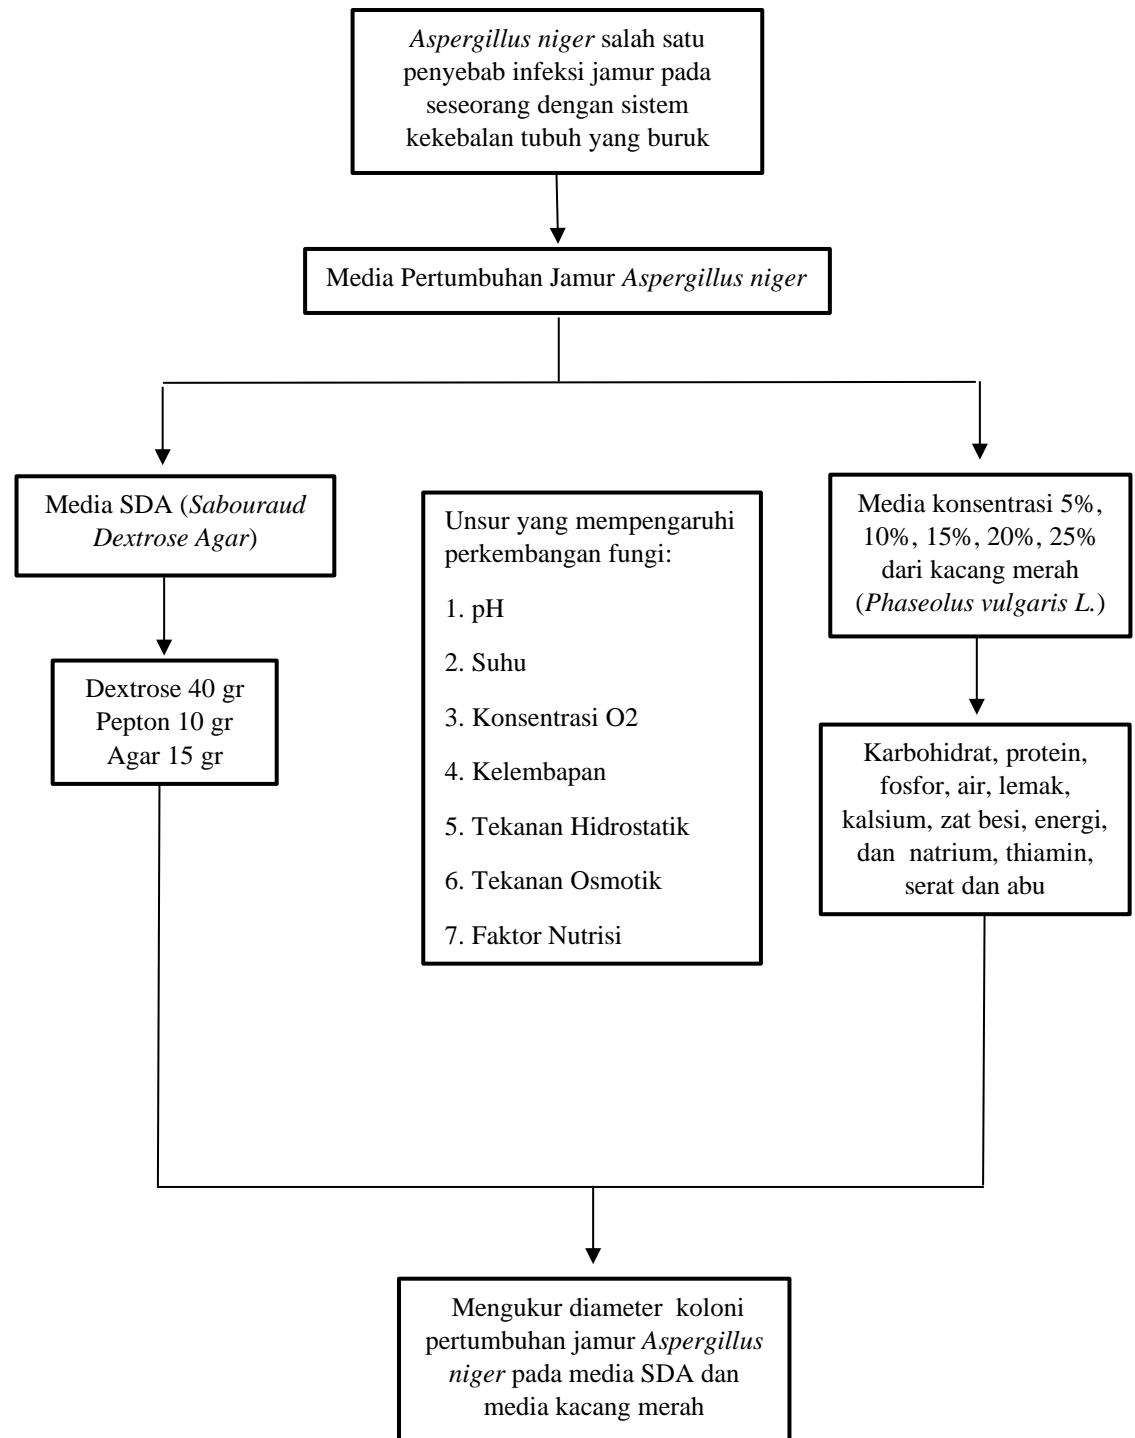 Aspergillus niger salah satu
penyebab infeksi jamur pada
seseorang dengan sistem
kekebalan tubuh yang buruk
Media Pertumbuhan Jamur Aspergillus niger
Media SDA (Sabouraud
Dextrose Agar)
Dextrose 40 gr
Pepton 10 gr
Agar 15 gr
Unsur yang mempengaruhi
perkembangan fungi:
1. pH
2. Suhu
3. Konsentrasi O2
4. Kelembapan
5. Tekanan Hidrostatik
6. Tekanan Osmotik
7. Faktor Nutrisi
Media konsentrasi 5%,
10%, 15%, 20%, 25%
dari kacang merah
(Phaseolus vulgaris L.)
Karbohidrat, protein,
fosfor, air, lemak,
kalsium, zat besi, energi,
dan natrium, thiamin,
serat dan abu
Mengukur diameter koloni
pertumbuhan jamur Aspergillus
niger pada media SDA dan
media kacang merah